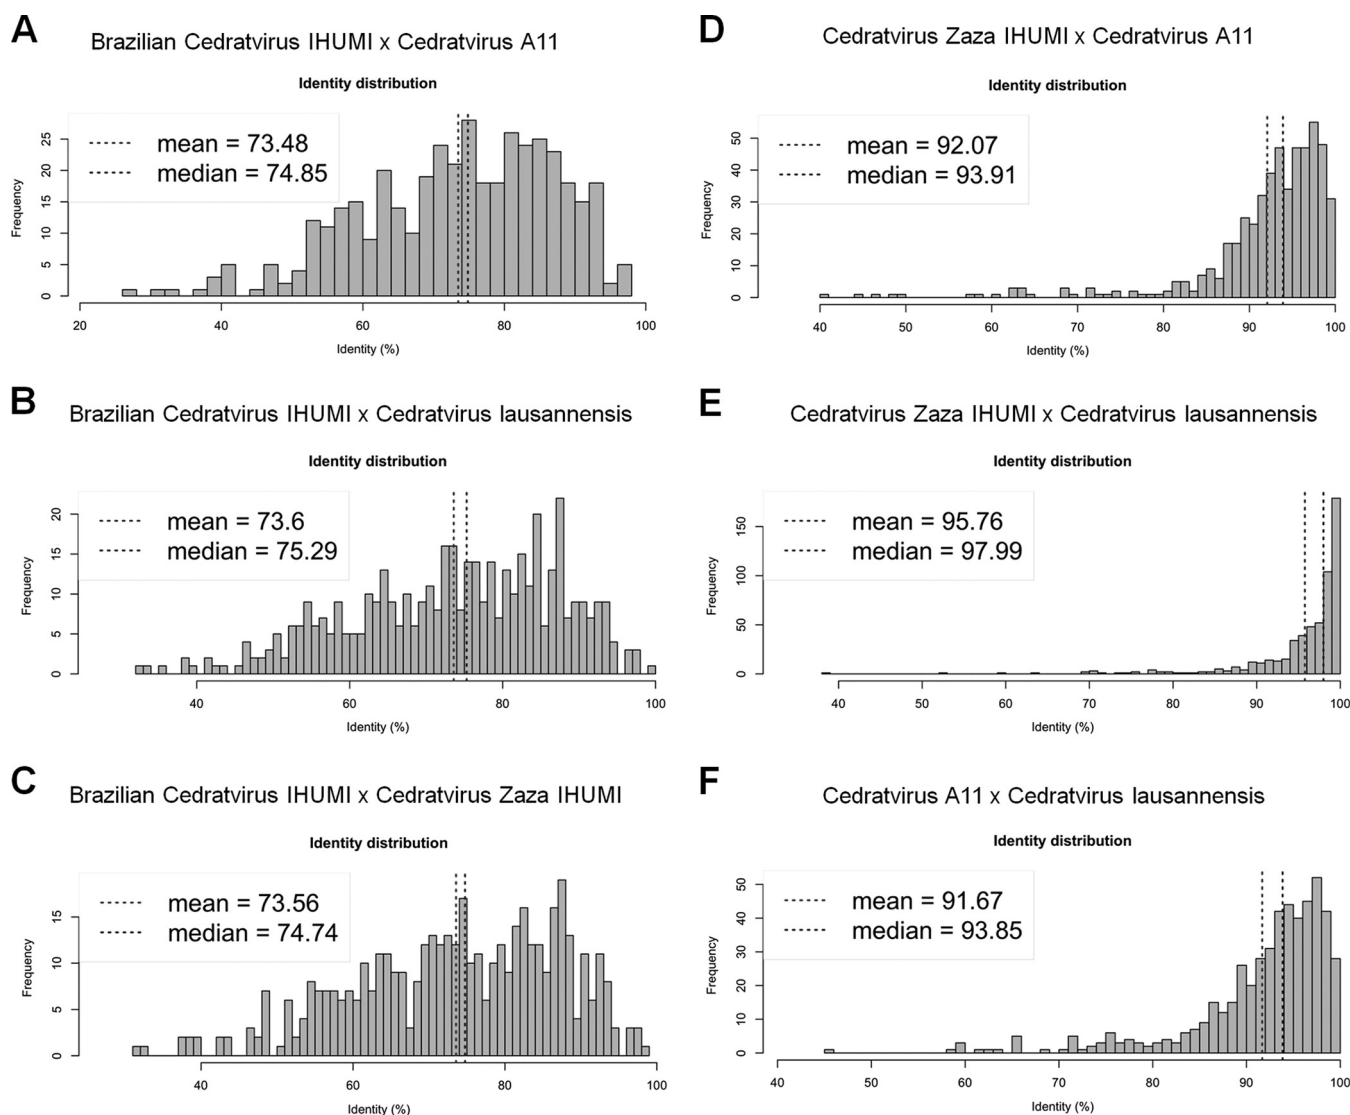 A
Brazilian Cedratvirus IHUMI x Cedratvirus A11
Identity distribution
mean = 73.48
median = 74.85
Frequency
0 5 10 15 20 25
20 40 60 80 100
Identity (%)
B
Brazilian Cedratvirus IHUMI x Cedratvirus lausannensis
Identity distribution
mean = 73.6
median = 75.29
Frequency
0 5 10 15 20
40 60 80 100
Identity (%)
C
Brazilian Cedratvirus IHUMI x Cedratvirus Zaza IHUMI
Identity distribution
mean = 73.56
median = 74.74
Frequency
0 5 10 15
40 60 80 100
Identity (%)
D
Cedratvirus Zaza IHUMI x Cedratvirus A11
Identity distribution
mean = 92.07
median = 93.91
Frequency
0 10 20 30 40 50
40 50 60 70 80 90 100
Identity (%)
E
Cedratvirus Zaza IHUMI x Cedratvirus lausannensis
Identity distribution
mean = 95.76
median = 97.99
Frequency
0 50 100 150
40 50 60 70 80 90 100
Identity (%)
F
Cedratvirus A11 x Cedratvirus lausannensis
Identity distribution
mean = 91.67
median = 93.85
Frequency
0 10 20 30 40 50
40 50 60 70 80 90 100
Identity (%)